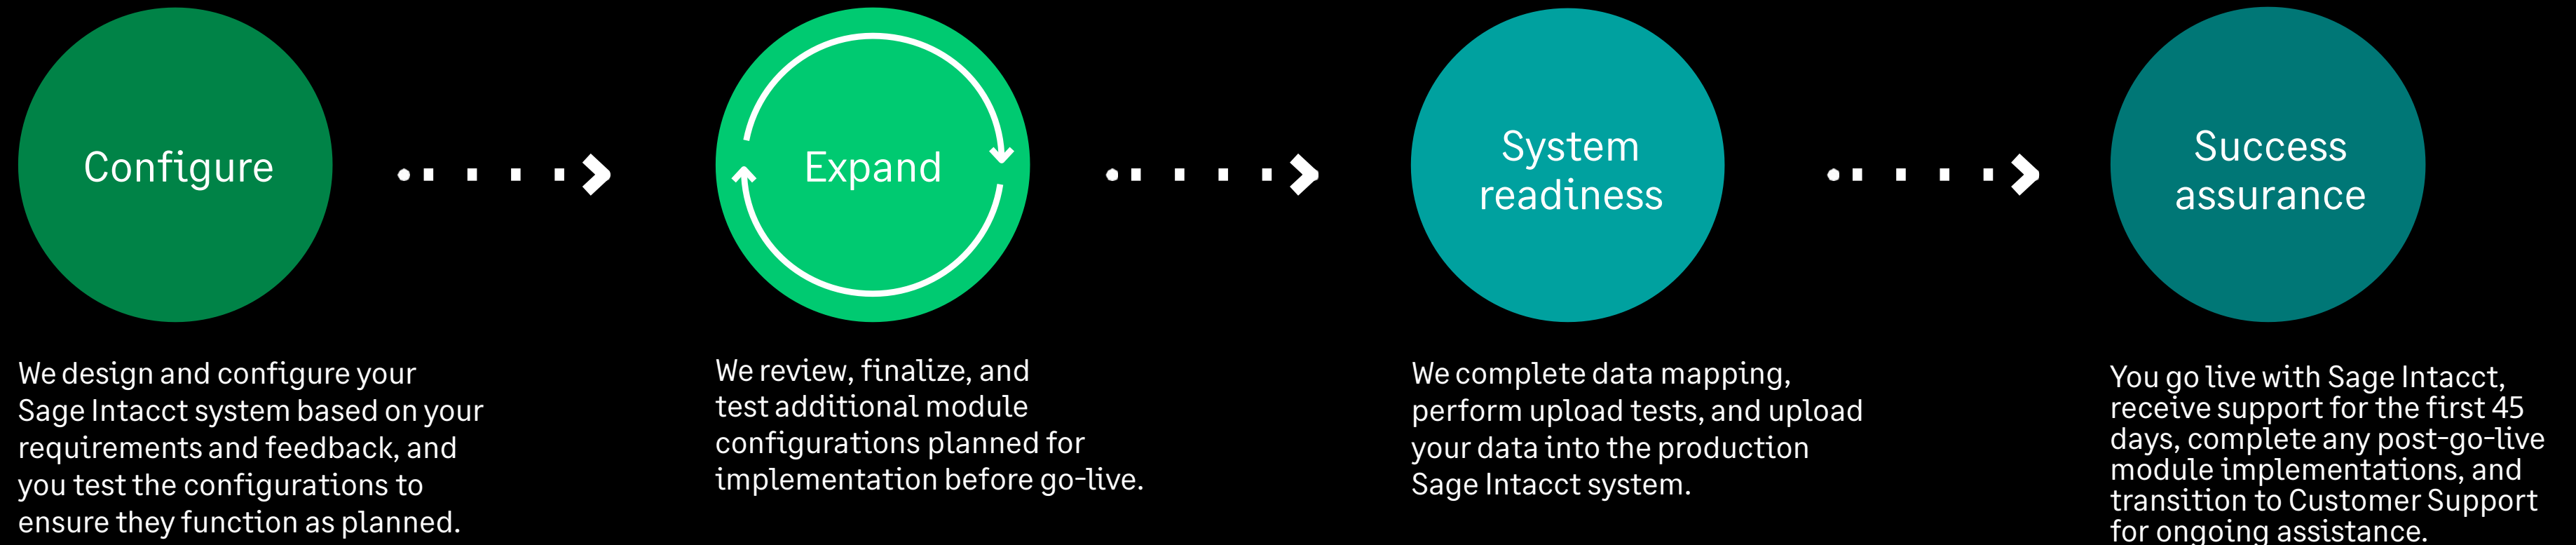 Configure
Expand
System
readiness
Success
assurance
We design and configure your
Sage Intacct system based on your
requirements and feedback, and
you test the configurations to
ensure they function as planned.
We review, finalize, and
test additional module
configurations planned for
implementation before go-live.
We complete data mapping,
perform upload tests, and upload
your data into the production
Sage Intacct system.
You go live with Sage Intacct,
receive support for the first 45
days, complete any post-go-live
module implementations, and
transition to Customer Support
for ongoing assistance.